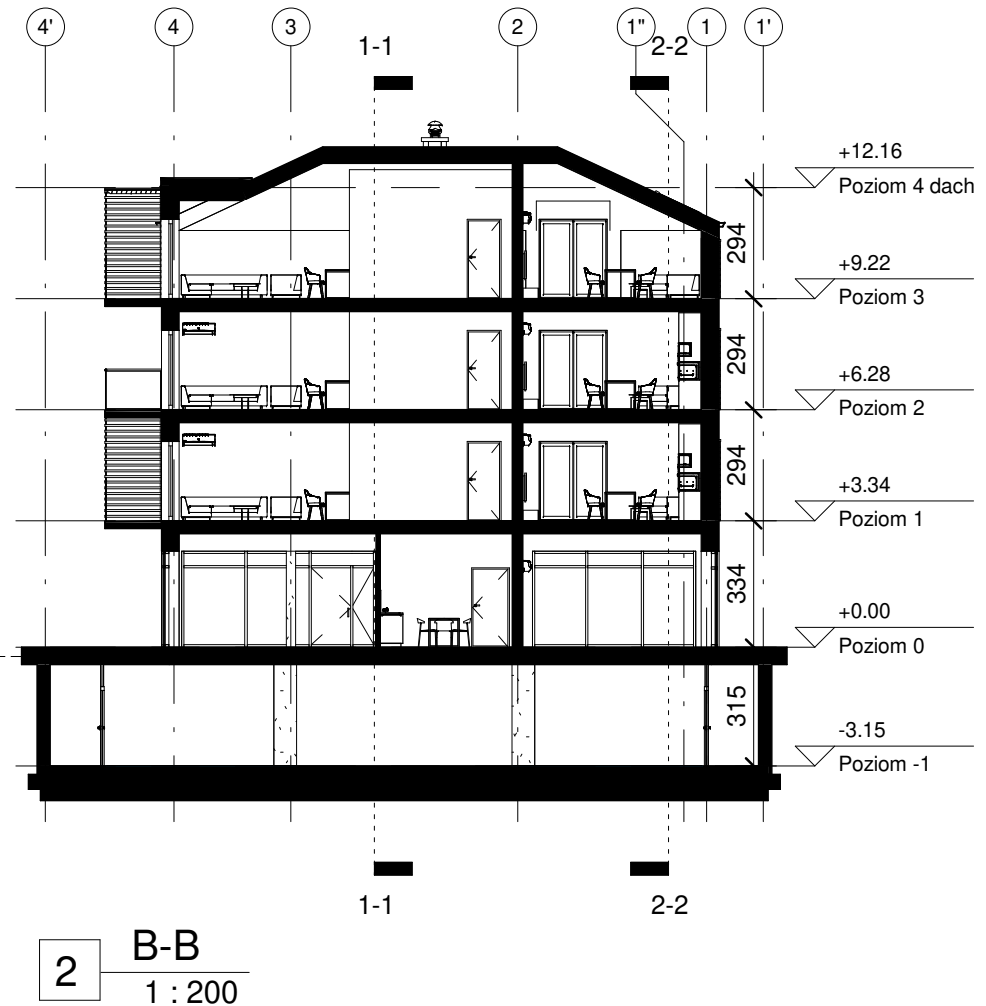 4'
4
3
1-1
2
1"
2-2
1
1'
+12.16
Poziom 4 dach
294
+9.22
Poziom 3
294
+6.28
Poziom 2
294
+3.34
Poziom 1
334
+0.00
Poziom 0
315
-3.15
Poziom -1
1-1
2-2
2
B-B
1 : 200